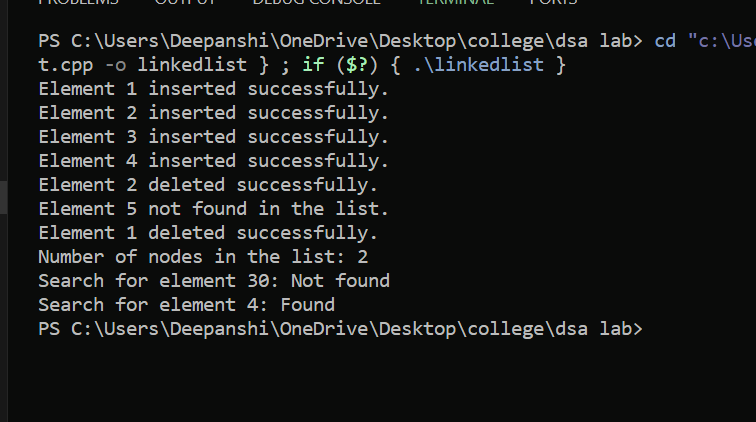 PROBLEMS OUTPUT DEBUG CONSOLE TERMINAL PORTS
PS C:\Users\Deepanshi\OneDrive\Desktop\college\dsa lab> cd "c:\Us
t.cpp -o linkedlist } ; if ($?) { .\linkedlist }
Element 1 inserted successfully.
Element 2 inserted successfully.
Element 3 inserted successfully.
Element 4 inserted successfully.
Element 2 deleted successfully.
Element 5 not found in the list.
Element 1 deleted successfully.
Number of nodes in the list: 2
Search for element 30: Not found
Search for element 4: Found
PS C:\Users\Deepanshi\OneDrive\Desktop\college\dsa lab>